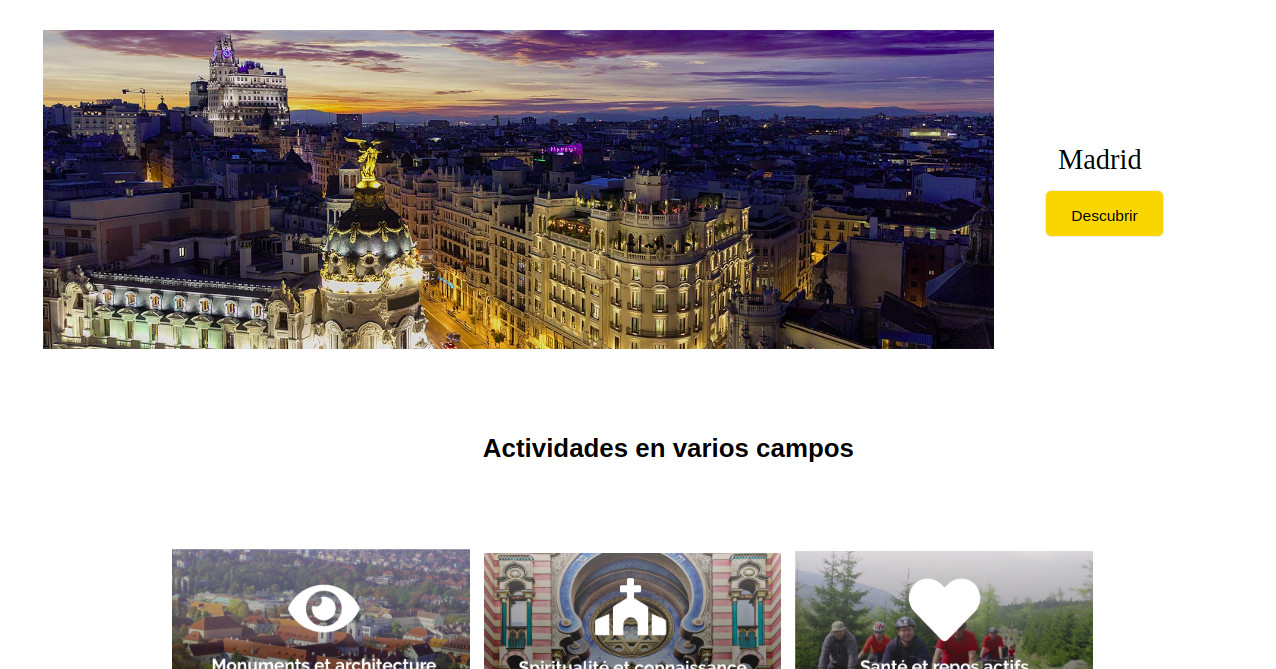 Madrid
Descubrir
Actividades en varios campos
Monuments et architecture
Spiritualité et connaissance
Santé et repos actifs